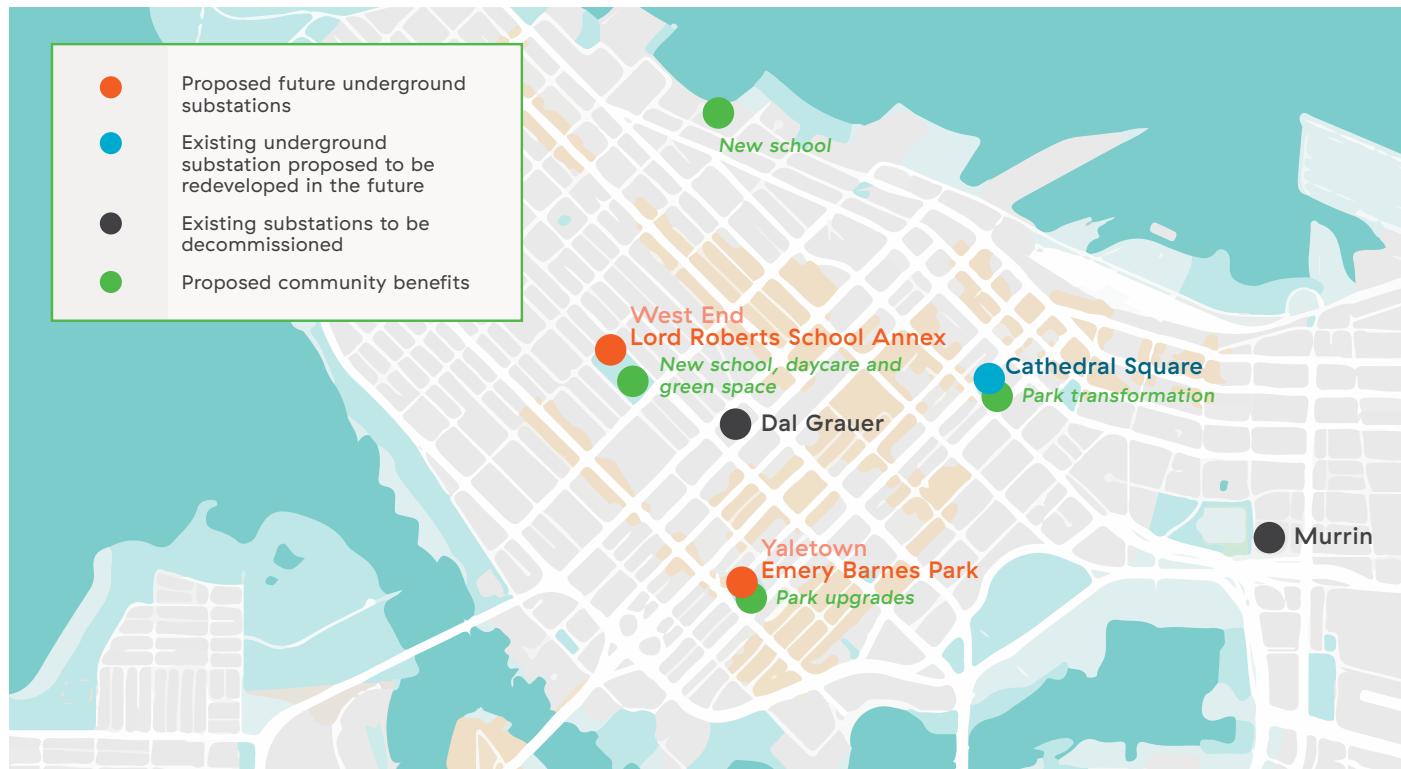 Proposed future underground
substations
Existing underground
substation proposed to be
redeveloped in the future
Existing substations to be
decommissioned
Proposed community benefits
New school
West End
Lord Roberts School Annex
New school, daycare and
green space
Cathedral Square
Park transformation
Dal Grauer
Murrin
Yaletown
Emery Barnes Park
Park upgrades